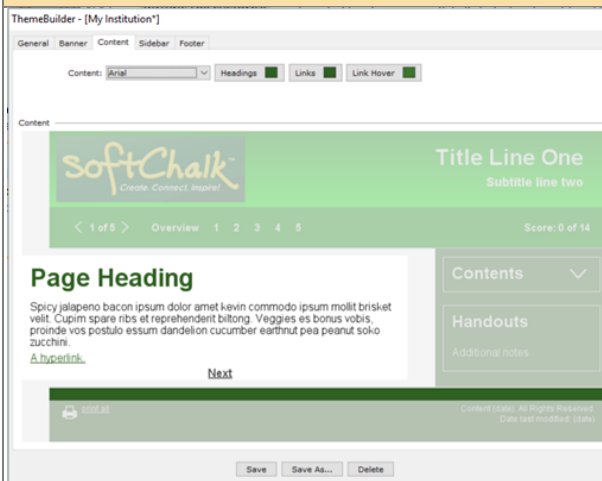 ThemeBuilder - [My Institution*]
General Banner Content Sidebar Footer
Content: Arial Headings Links Link Hover
Content
softChalk™
Create. Connect. Inspire!
Title Line One
Subtitle line two
< 1 of 5 > Overview 1 2 3 4 5 Score: 0 of 14
Page Heading
Spicy jalapeno bacon ipsum dolor amet kevin commodo ipsum mollit brisket
velit. Cupim spare ribs et reprehenderit biltong. Veggies es bonus vobis,
proinde vos postulo essum dandelion cucumber earthnut pea peanut soko
zucchini.
A hyperlink.
Next
Contents
Handouts
Additional notes
print all
Content (date). All Rights Reserved.
Date last modified: (date)
Save Save As... Delete